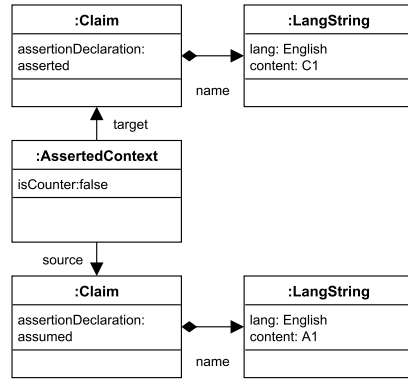 :Claim
assertionDeclaration:
asserted
:LangString
lang: English
content: C1
name
target
:AssertedContext
isCounter:false
source
:Claim
assertionDeclaration:
assumed
:LangString
lang: English
content: A1
name